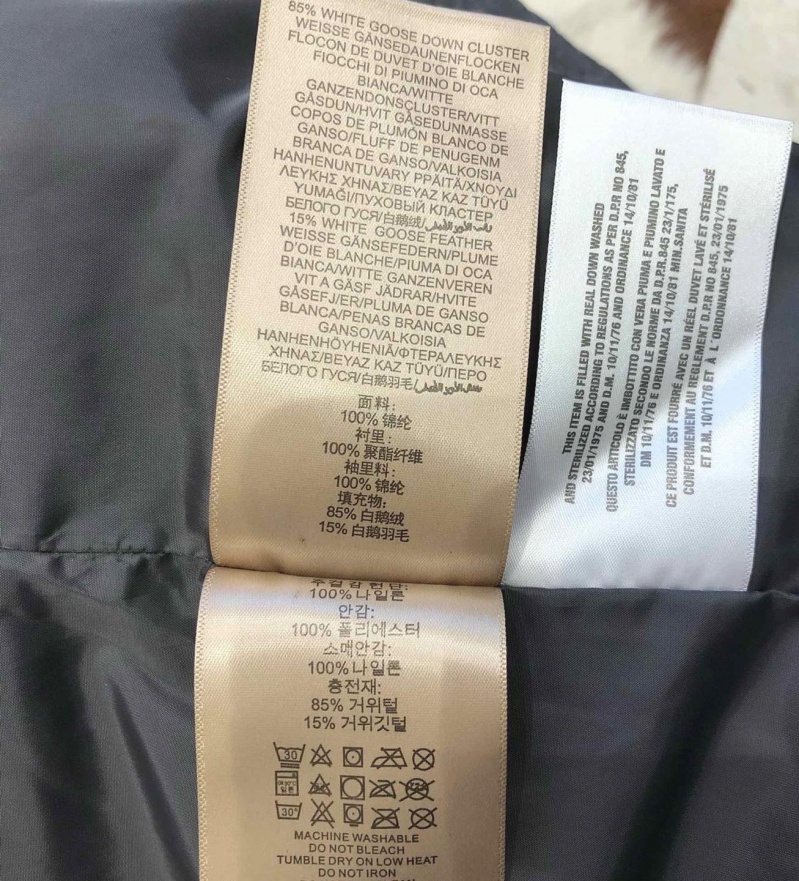 85% WHITE GOOSE DOWN CLUSTER
WEISSE GÄNSEDAUNENFLOCKEN
FLOCON DE DUVET D'OIE BLANCHE
FIOCCHI DI PIUMINO DI OCA
BIANCA/WITTE
GANZENDONSCLUSTER/VITT
GÅSDUN/HVIT GÅSEDUNMASSE
COPOS DE PLUMÓN BLANCO DE
GANSO/FLUFF DE PENUGENM
BRANCA DE GANSO/VALKOISIA
HANHENUNTUVARY PPÄITÄ/ΧΝΟΥΔΙ
ΛΕΥΚΗΣ ΧΗΝΑΣ/BEYAZ KAZ TÜYÜ
YUMAĞI/ПУХОВЫЙ КЛАСТЕР
БЕЛОГО ГУСЯ/白鹅绒/
15% WHITE GOOSE FEATHER
WEISSE GÄNSEFEDERN/PLUME
D'OIE BLANCHE/PIUMA DI OCA
BIANCA/WITTE GANZENVEREN
VIT A GÄSF JÄDRAR/HVITE
GÅSEFJ/ER/PLUMA DE GANSO
BLANCA/PENAS BRANCAS DE
GANSO/VALKOISIA
HANHENHÖYHENIÄ/ΦΤΕΡΑ/ΛΕΥΚΗΣ
ΧΗΝΑΣ/BEYAZ KAZ TÜYÜ/ПЕРО
БЕЛОГО ГУСЯ/白鹅羽毛/
面料:
100% 锦纶
衬里:
100% 聚酯纤维
袖里料:
100% 锦纶
填充物:
85% 白鹅绒
15% 白鹅羽毛
100% 나일론
안감:
100% 폴리에스터
소매안감:
100% 나일론
충전재:
85% 거위털
15% 거위깃털
30
30°
MACHINE WASHABLE
DO NOT BLEACH
TUMBLE DRY ON LOW HEAT
DO NOT IRON
THIS ITEM IS FILLED WITH REAL DOWN WASHED
AND STERILIZED ACCORDING TO REGULATIONS AS PER D.P.R NO 845,
23/01/1975 AND D.M. 10/11/76 AND ORDINANCE 14/10/81
QUESTO ARTICOLO È IMBOTTITO CON VERA PIUMA E PIUMINO LAVATO E
STERILIZZATO SECONDO LE NORME DA D.P.R.845 23/1/175,
DM 10/11/76 E ORDINANZA 14/10/81 MIN.SANITA
CE PRODUIT EST FOURRÉ AVEC UN RÉEL DUVET LAVÉ ET STÉRILISÉ
CONFORMEMENT AU REGLEMENT D.P.R NO 845, 23/01/1975
ET D.M. 10/11/76 ET À L' ORDONNANCE 14/10/81